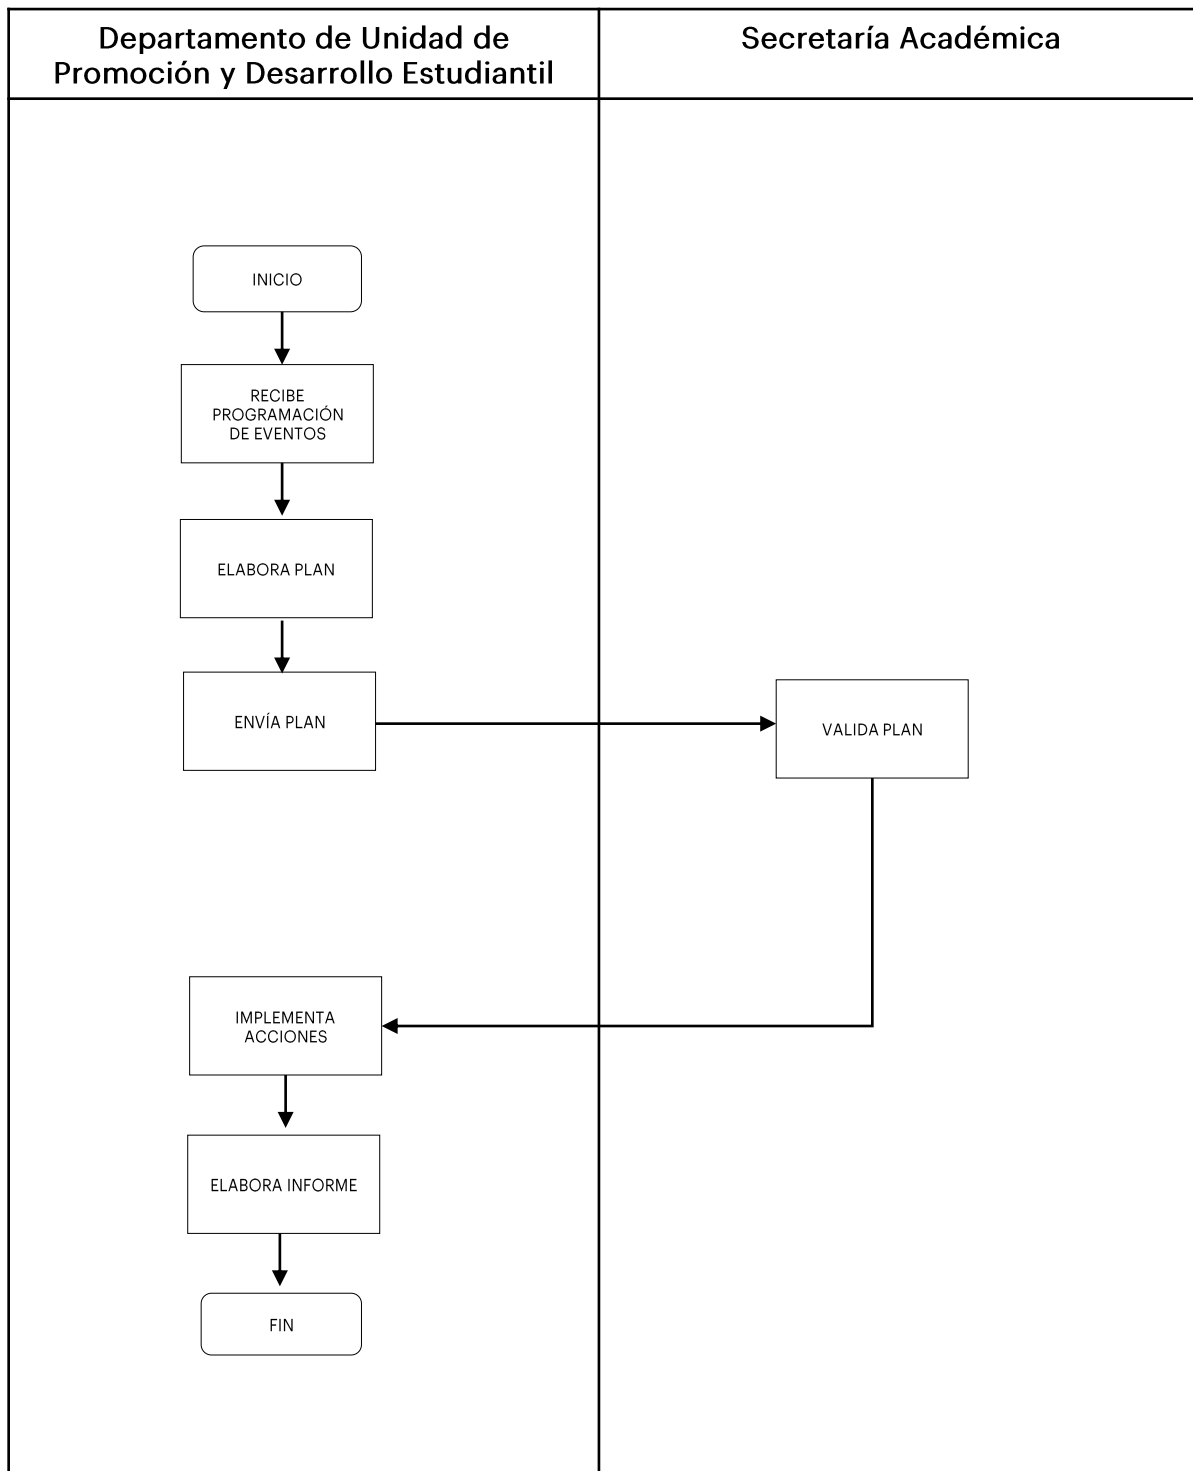 Departamento de Unidad de
Promoción y Desarrollo Estudiantil
Secretaría Académica
INICIO
RECIBE
PROGRAMACIÓN
DE EVENTOS
ELABORA PLAN
ENVÍA PLAN
VALIDA PLAN
IMPLEMENTA
ACCIONES
ELABORA INFORME
FIN